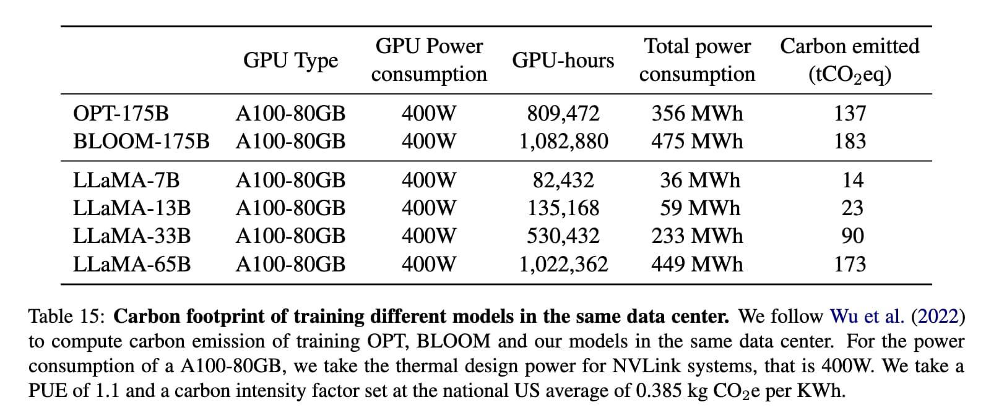 GPU Type GPU Power consumption GPU-hours Total power consumption Carbon emitted (tCO₂eq)
OPT-175B A100-80GB 400W 809,472 356 MWh 137
BLOOM-175B A100-80GB 400W 1,082,880 475 MWh 183
LLaMA-7B A100-80GB 400W 82,432 36 MWh 14
LLaMA-13B A100-80GB 400W 135,168 59 MWh 23
LLaMA-33B A100-80GB 400W 530,432 233 MWh 90
LLaMA-65B A100-80GB 400W 1,022,362 449 MWh 173
Table 15: Carbon footprint of training different models in the same data center. We follow Wu et al. (2022)
to compute carbon emission of training OPT, BLOOM and our models in the same data center. For the power
consumption of a A100-80GB, we take the thermal design power for NVLink systems, that is 400W. We take a
PUE of 1.1 and a carbon intensity factor set at the national US average of 0.385 kg CO₂e per KWh.